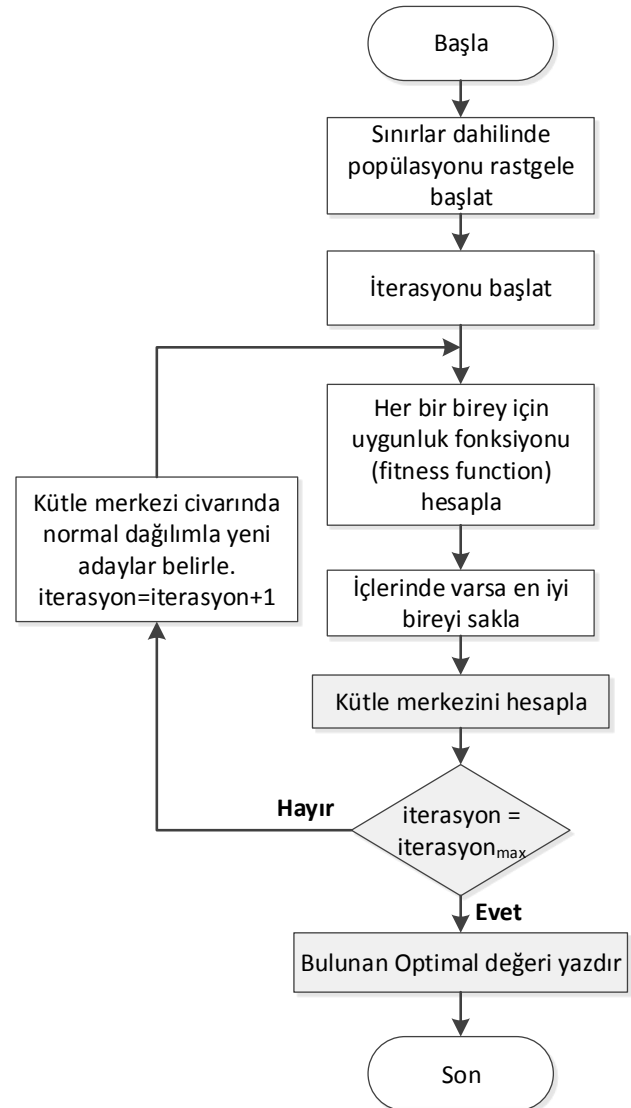 Başla
Sınırlar dahilinde
popülasyonu rastgele
başlat
İterasyonu başlat
Her bir birey için
uygunluk fonksiyonu
(fitness function)
hesapla
Kütle merkezi civarında
normal dağılımla yeni
adaylar belirle.
iterasyon=iterasyon+1
İçlerinde varsa en iyi
bireyi sakla
Kütle merkezini hesapla
Hayır
iterasyon =
iterasyonmax
Evet
Bulunan Optimal değeri yazdır
Son